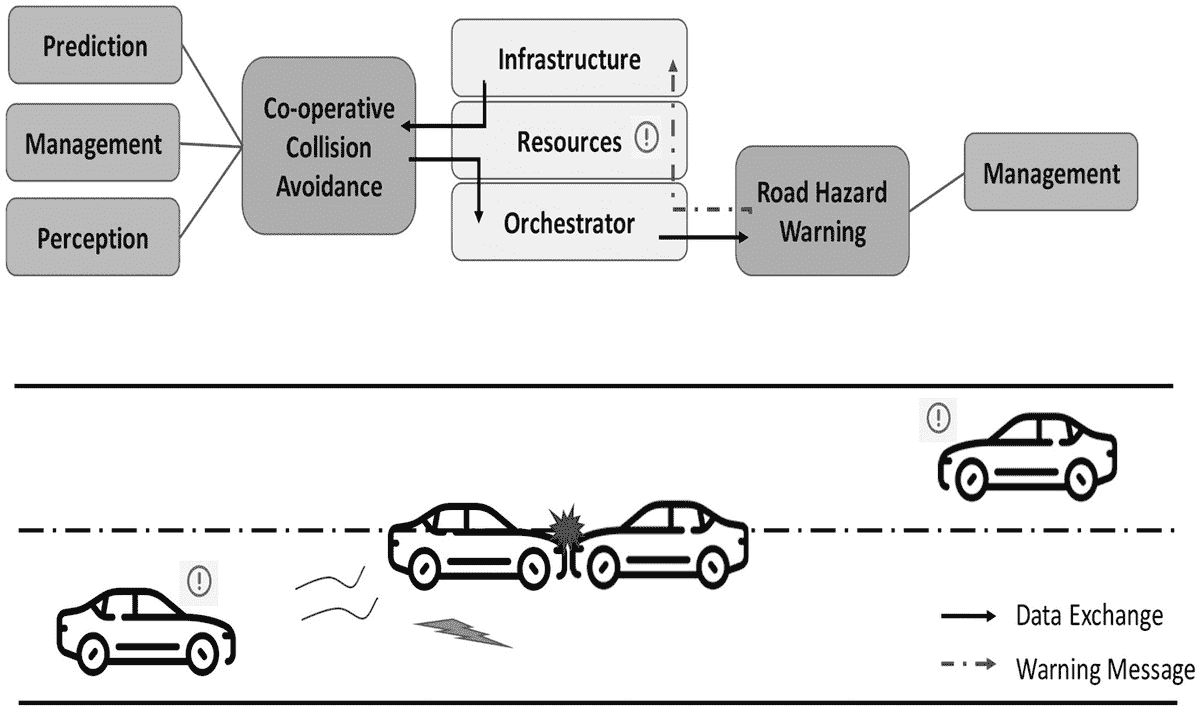 Prediction
Management
Perception
Co-operative
Collision
Avoidance
Infrastructure
Resources
Orchestrator
Road Hazard
Warning
Management
Data Exchange
Warning Message